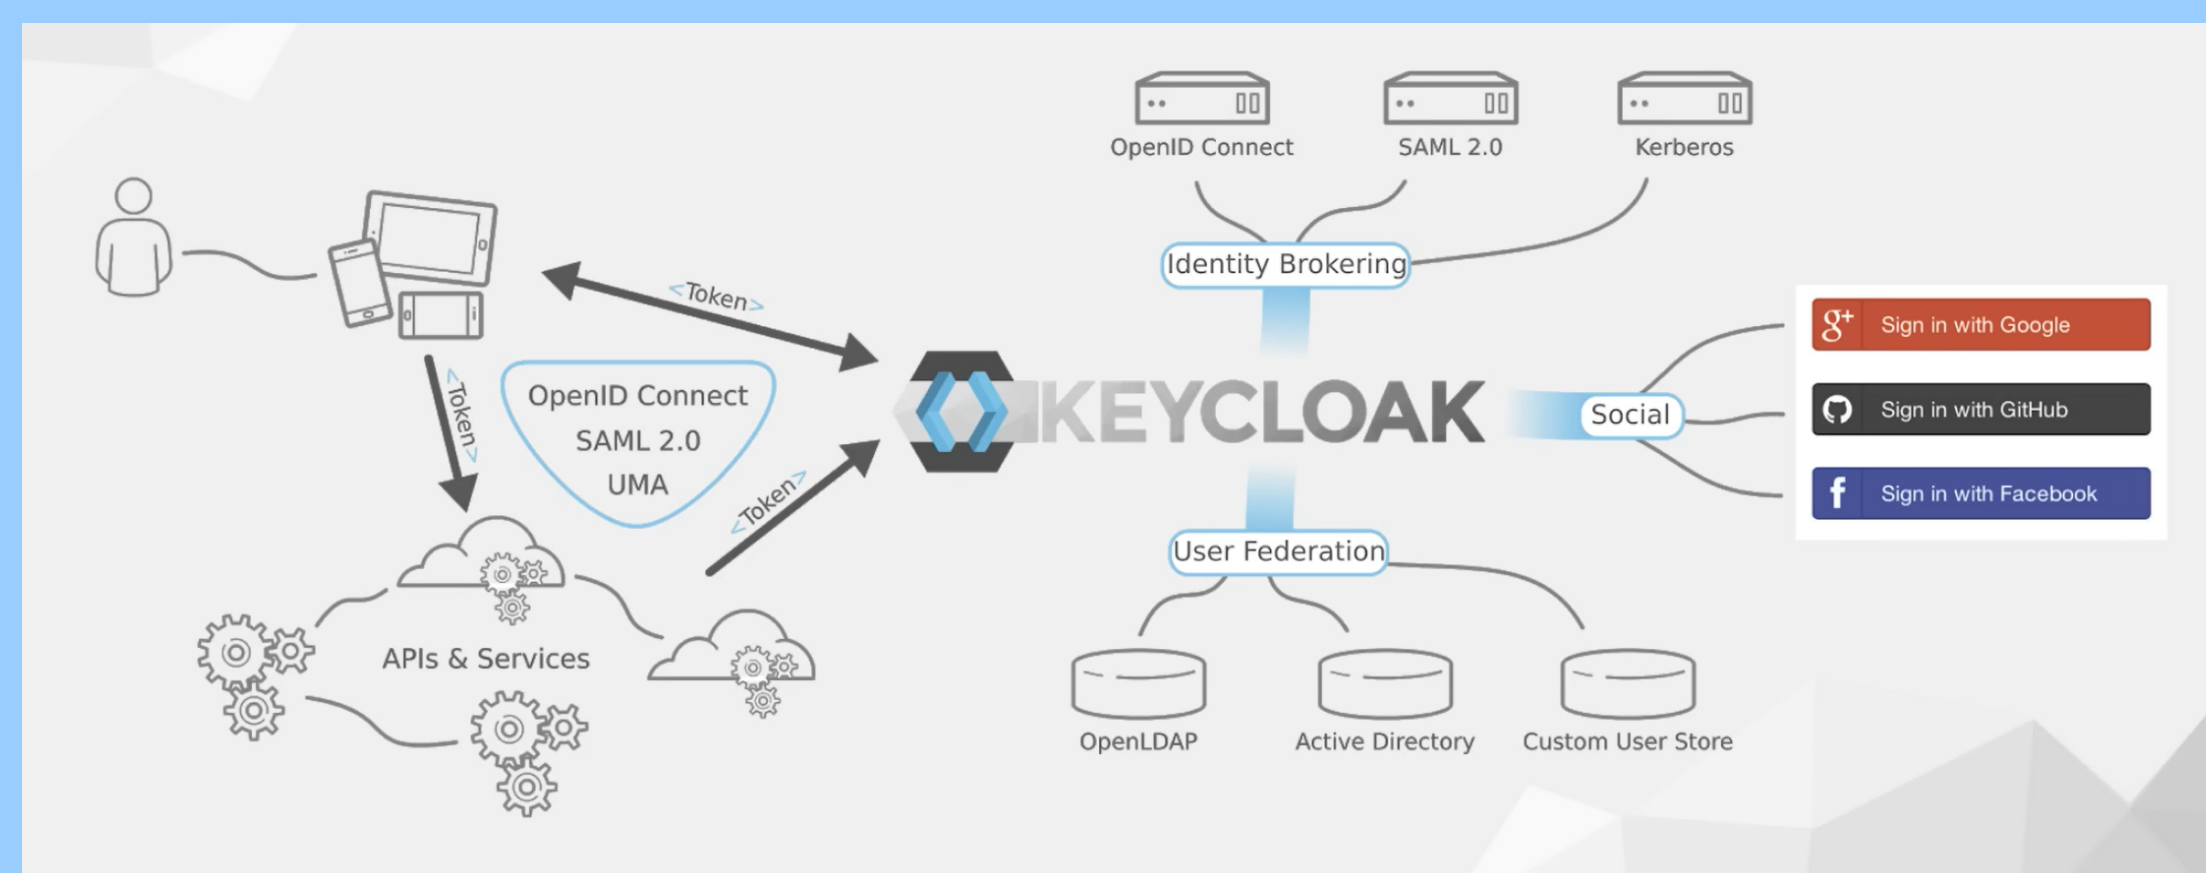 OpenID Connect
SAML 2.0
Kerberos
Identity Brokering
<Token>
<Token>
<Token>
OpenID Connect
SAML 2.0
UMA
APIs & Services
KEYCLOAK
Social
g+ Sign in with Google
Sign in with GitHub
f Sign in with Facebook
User Federation
OpenLDAP
Active Directory
Custom User Store